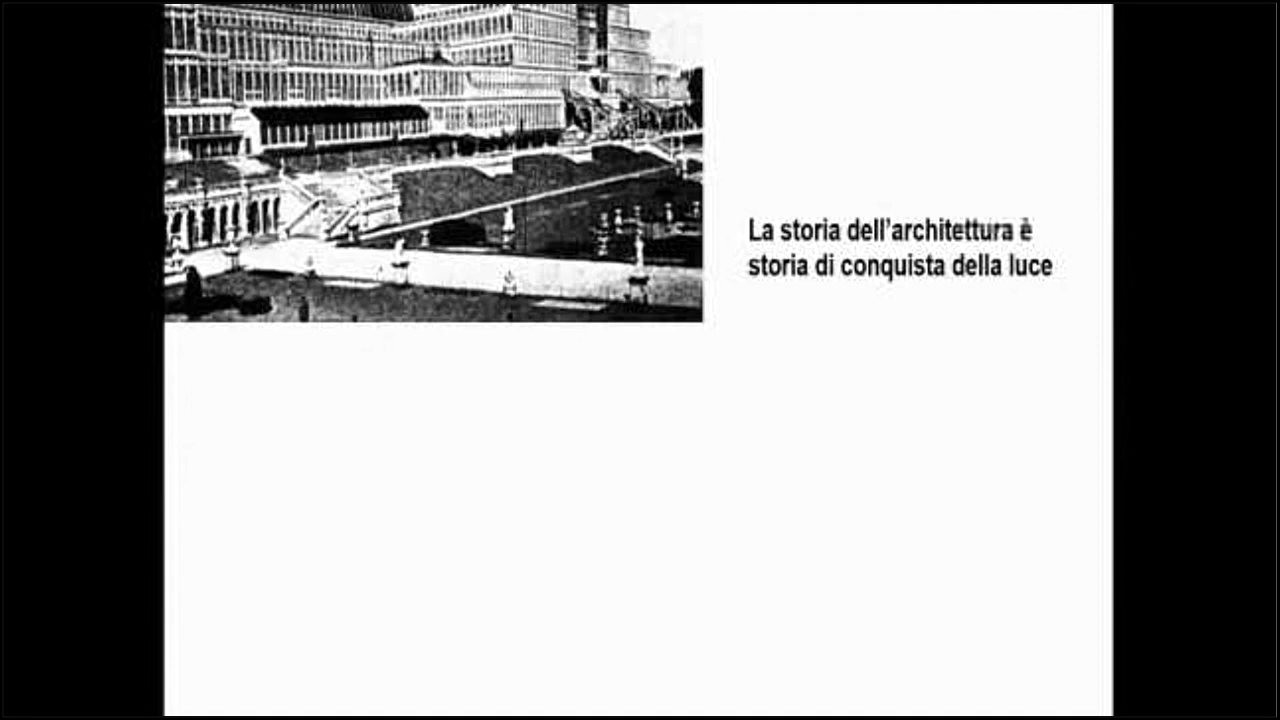 La storia dell’architettura è
storia di conquista della luce